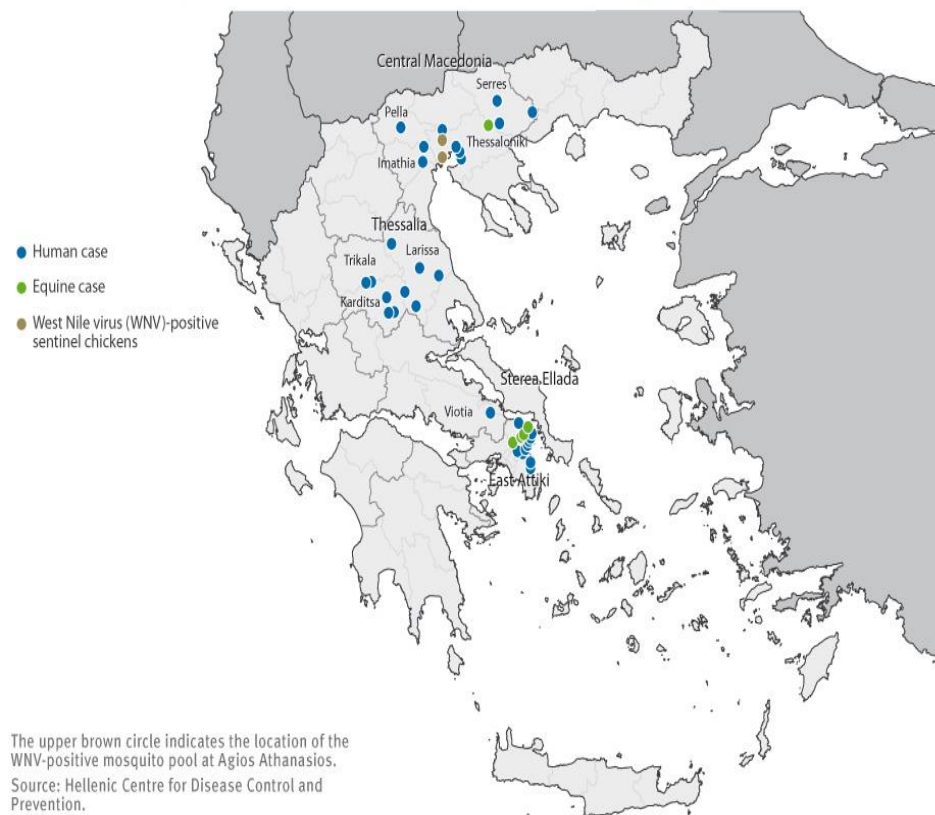 Central Macedonia
Serres
Pella
Thessaloniki
Imathia
Thessalla
Trikala
Larissa
Karditsa
Human case
Equine case
West Nile virus (WNV)-positive
sentinel chickens
Sterea Ellada
Viotia
East Attiki
The upper brown circle indicates the location of the
WNV-positive mosquito pool at Agios Athanasios.
Source: Hellenic Centre for Disease Control and
Prevention.